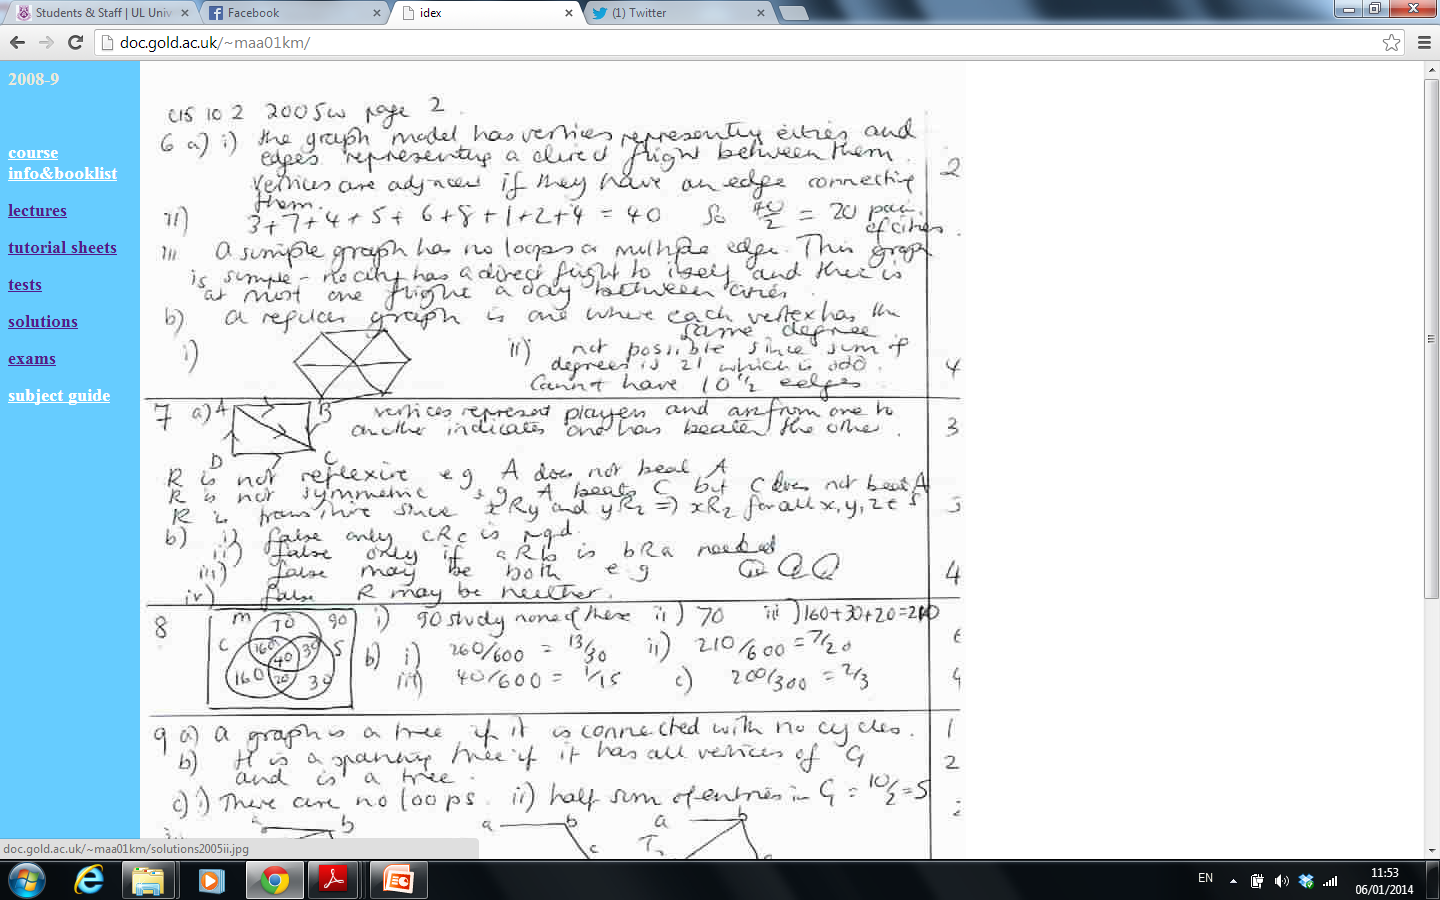 Students & Staff | UL Univ
Facebook
idex
(1) Twitter
doc.gold.ac.uk/~maa01km/
2008-9
course
info&booklist
lectures
tutorial sheets
tests
solutions
exams
subject guide
CIS 102 2005w page 2.
6 a) i) the graph model has vertices representing cities and
edges representing a direct flight between them.
Vertices are adjacent if they have an edge connecting
them. 2
ii) 3+7+4+5+6+8+1+2+4 = 40 So 40/2 = 20 pairs
of cities.
iii A simple graph has no loops or multiple edge. This graph
is simple - no city has a direct flight to itself and there is
at most one flight a day between cities.
b) a regular graph is one where each vertex has the
same degree
i) ii) not possible since sum of
degrees is 21 which is odd.
Cannot have 10 1/2 edges 4
7 a) A B vertices represent players and arc from one to
another indicates one has beaten the other. 3
D C
R is not reflexive e.g A does not beat A
R is not symmetric e.g A beats C but C does not beat A
R is transitive since xRy and yRz => xRz for all x, y, z ∈ S 3
b) i) false only cRc is rqd.
ii) false only if aRb is bRa needed
iii) false may be both e.g
iv) false R may be neither. 4
8 M 70 90 i) 90 study none of these ii) 70 iii) 160+30+20=210
C 160 30 S 6
40 b) i) 260/600 = 13/30 ii) 210/600 = 7/20
160 20 30 iii) 40/600 = 1/15 c) 200/300 = 2/3 4
9 a) A graph is a tree if it is connected with no cycles. 1
b) H is a spanning tree if it has all vertices of G
and is a tree. 2
c) i) There are no loops. ii) half sum of entries in G = 10/2 = 5
2
a b a b a b
c T₂
doc.gold.ac.uk/~maa01km/solutions2005ii.jpg
EN
11:53
06/01/2014